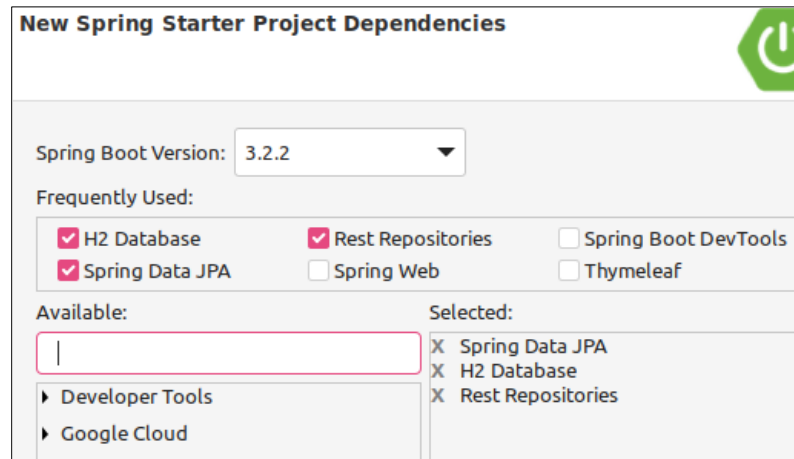 New Spring Starter Project Dependencies
Spring Boot Version: 3.2.2
Frequently Used:
H2 Database Rest Repositories Spring Boot DevTools
Spring Data JPA Spring Web Thymeleaf
Available: Selected:
X Spring Data JPA
X H2 Database
X Rest Repositories
Developer Tools
Google Cloud